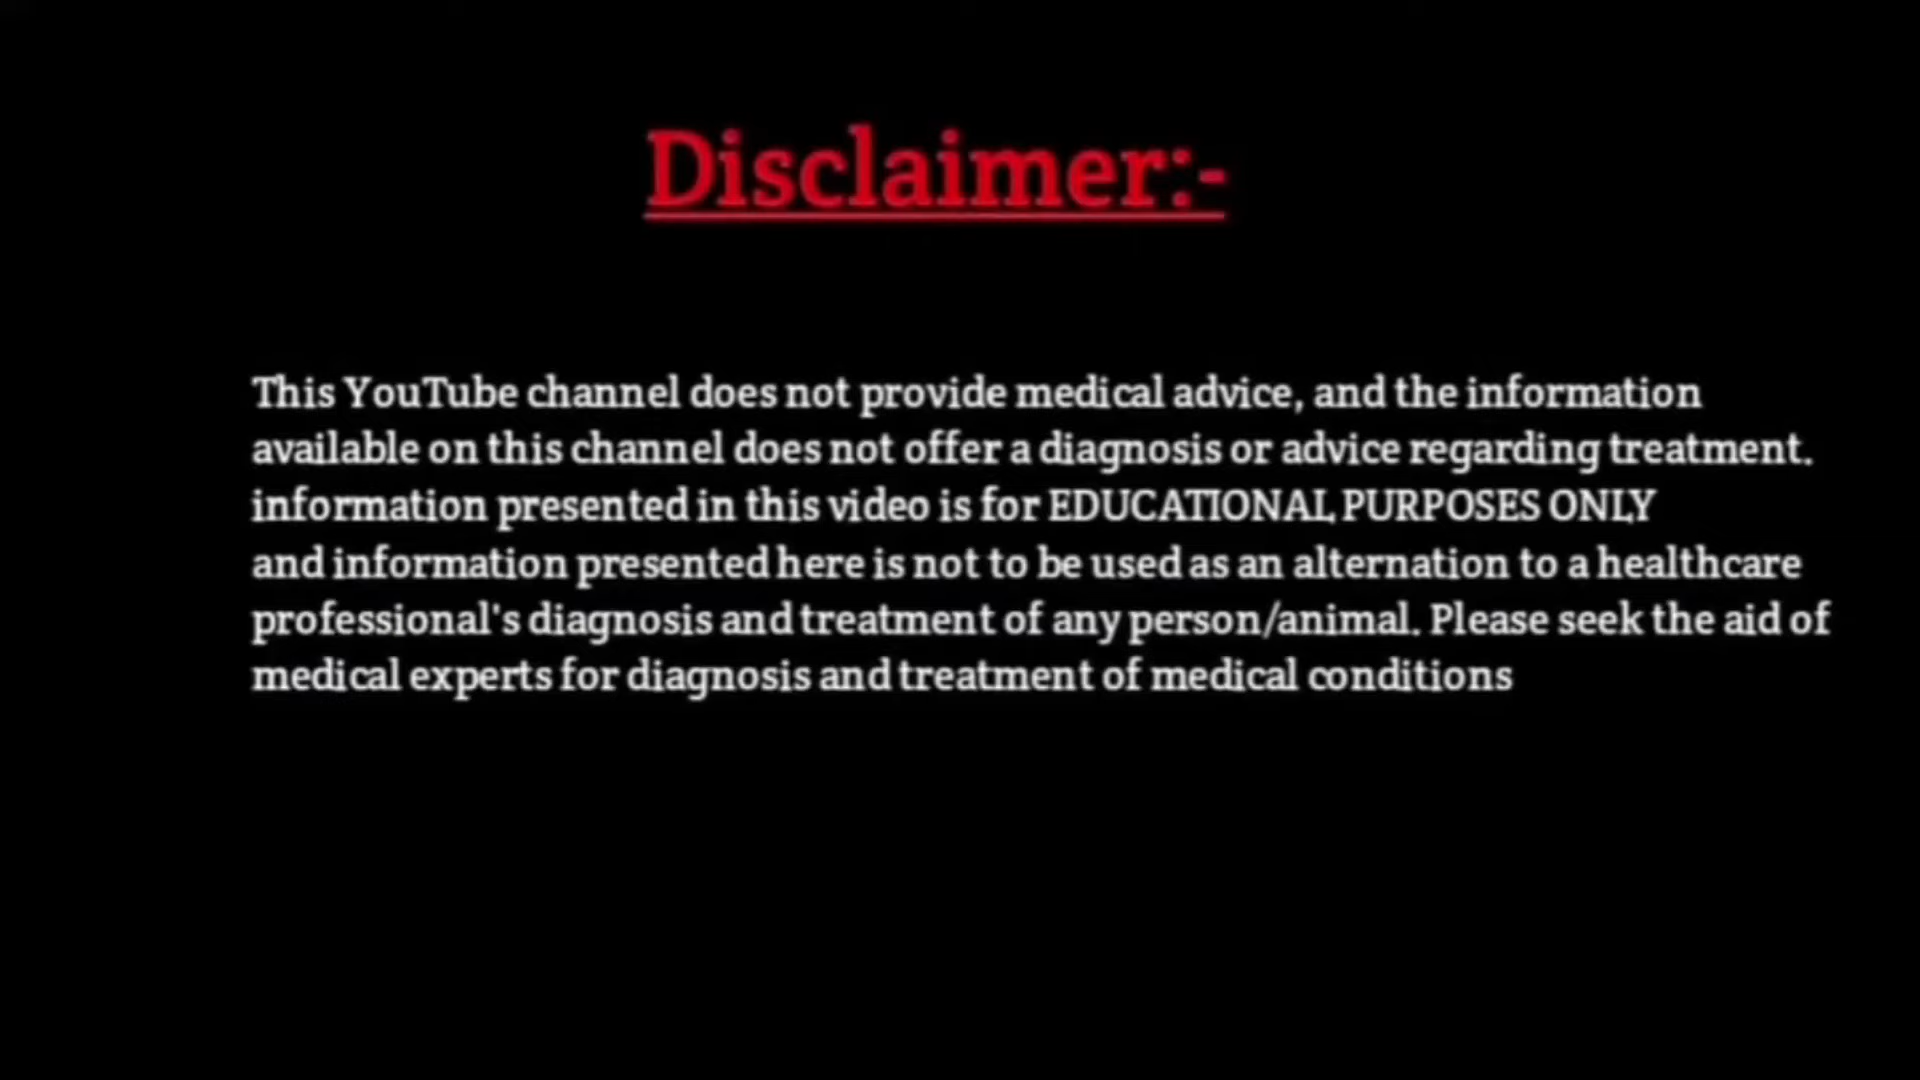 Disclaimer:-
This YouTube channel does not provide medical advice, and the information
available on this channel does not offer a diagnosis or advice regarding treatment.
information presented in this video is for EDUCATIONAL PURPOSES ONLY
and information presented here is not to be used as an alternation to a healthcare
professional's diagnosis and treatment of any person/animal. Please seek the aid of
medical experts for diagnosis and treatment of medical conditions